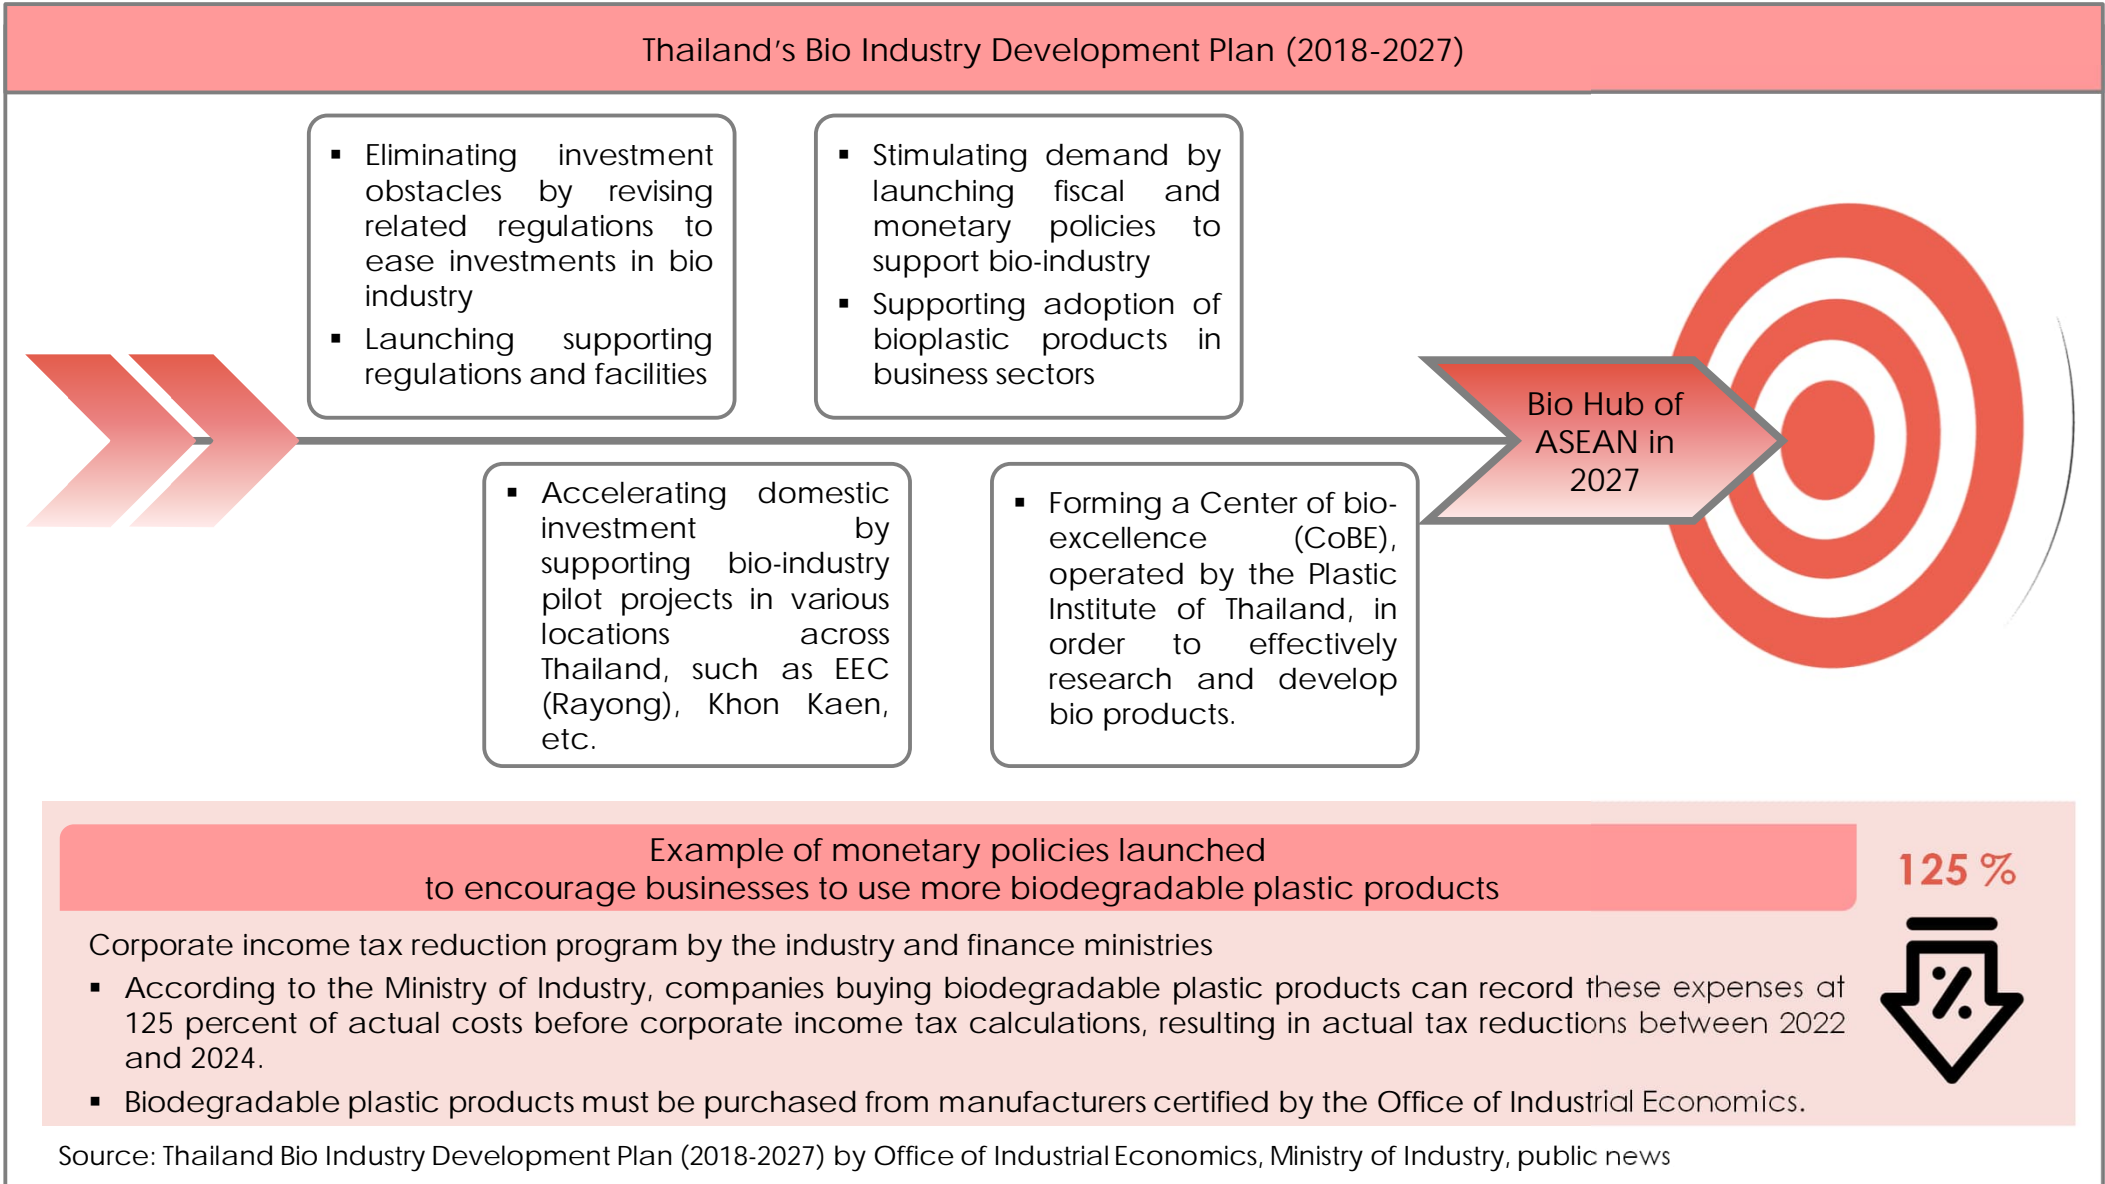 Thailand's Bio Industry Development Plan (2018-2027)
▪ Eliminating investment
obstacles by revising
related regulations to
ease investments in bio
industry
▪ Launching supporting
regulations and facilities
▪ Stimulating demand by
launching fiscal and
monetary policies to
support bio-industry
▪ Supporting adoption of
bioplastic products in
business sectors
▪ Accelerating domestic
investment by
supporting bio-industry
pilot projects in various
locations across
Thailand, such as EEC
(Rayong), Khon Kaen,
etc.
▪ Forming a Center of bio-
excellence (CoBE),
operated by the Plastic
Institute of Thailand, in
order to effectively
research and develop
bio products.
Bio Hub of
ASEAN in
2027
Example of monetary policies launched
to encourage businesses to use more biodegradable plastic products
125 %
%
Corporate income tax reduction program by the industry and finance ministries
▪ According to the Ministry of Industry, companies buying biodegradable plastic products can record these expenses at
125 percent of actual costs before corporate income tax calculations, resulting in actual tax reductions between 2022
and 2024.
▪ Biodegradable plastic products must be purchased from manufacturers certified by the Office of Industrial Economics.
Source: Thailand Bio Industry Development Plan (2018-2027) by Office of Industrial Economics, Ministry of Industry, public news